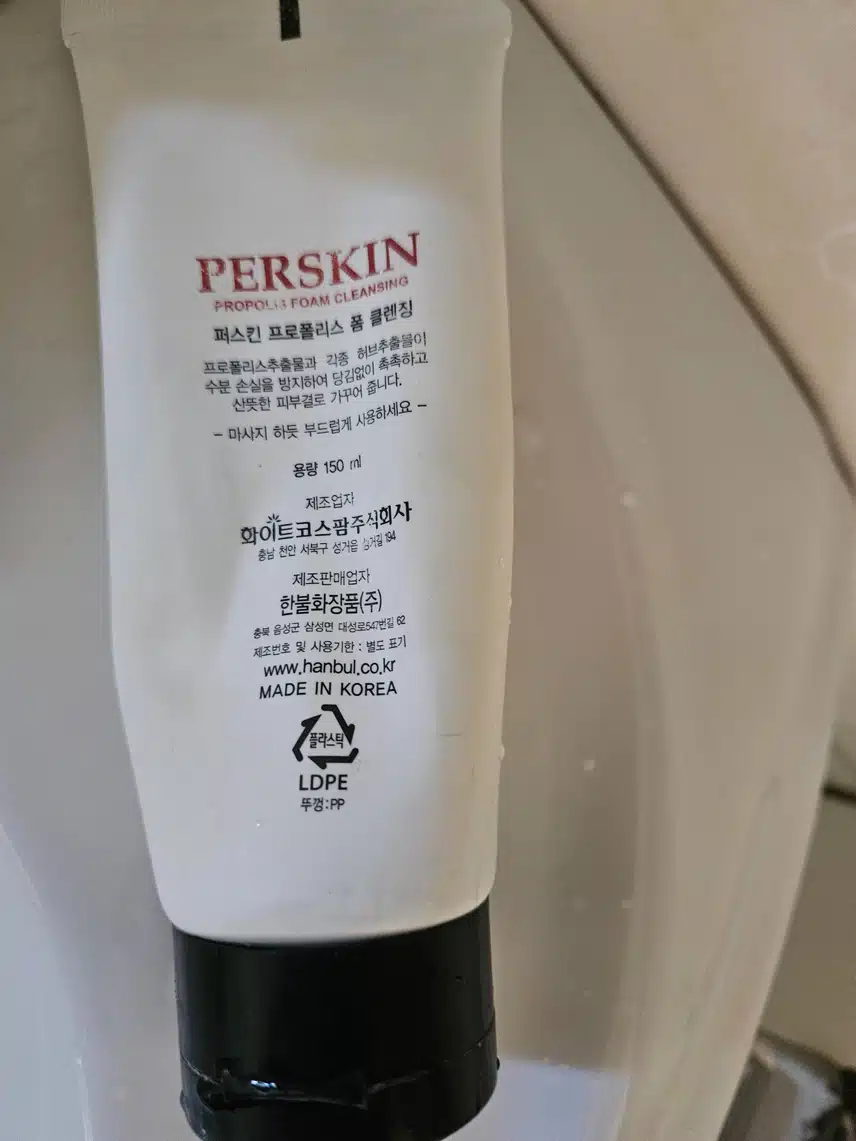 PERSKIN
PROPOLIS FOAM CLEANSING
퍼스킨 프로폴리스 폼 클렌징
프로폴리스추출물과 각종 허브추출물이
수분 손실을 방지하여 당김없이 촉촉하고
산뜻한 피부결로 가꾸어 줍니다.
- 마사지 하듯 부드럽게 사용하세요 -
용량 150 ml
제조업자
화이트코스팜주식회사
충남 천안 서북구 성거읍 194
제조판매업자
한불화장품(주)
충북 음성군 삼성면 대성로547번길 62
제조번호 및 사용기한 : 별도 표기
www.hanbul.co.kr
MADE IN KOREA
플라스틱
LDPE
뚜껑:PP